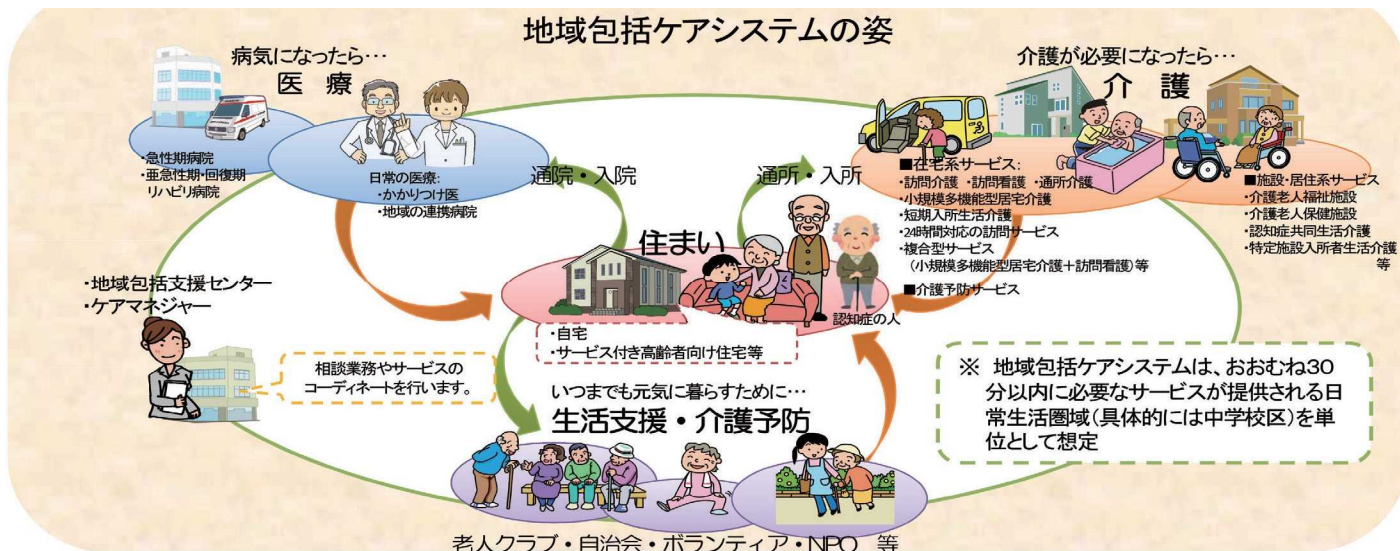 地域包括ケアシステムの姿
病気になったら…
医 療
・急性期病院
・亜急性期・回復期
リハビリ病院
日常の医療:
・かかりつけ医
・地域の連携病院
通院・入院
通所・入所
介護が必要になったら…
介 護
■在宅系サービス:
・訪問介護 ・訪問看護 ・通所介護
・小規模多機能型居宅介護
・短期入所生活介護
・24時間対応の訪問サービス
・複合型サービス
(小規模多機能型居宅介護+訪問看護)等
■介護予防サービス
■施設・居住系サービス
・介護老人福祉施設
・介護老人保健施設
・認知症共同生活介護
・特定施設入所者生活介護
等
住まい
認知症の人
・自宅
・サービス付き高齢者向け住宅等
・地域包括支援センター
・ケアマネジャー
相談業務やサービスの
コーディネートを行います。
いつまでも元気に暮らすために…
生活支援・介護予防
老人クラブ・自治会・ボランティア・NPO 等
※ 地域包括ケアシステムは、おおむね30
分以内に必要なサービスが提供される日
常生活圏域(具体的には中学校区)を単
位として想定